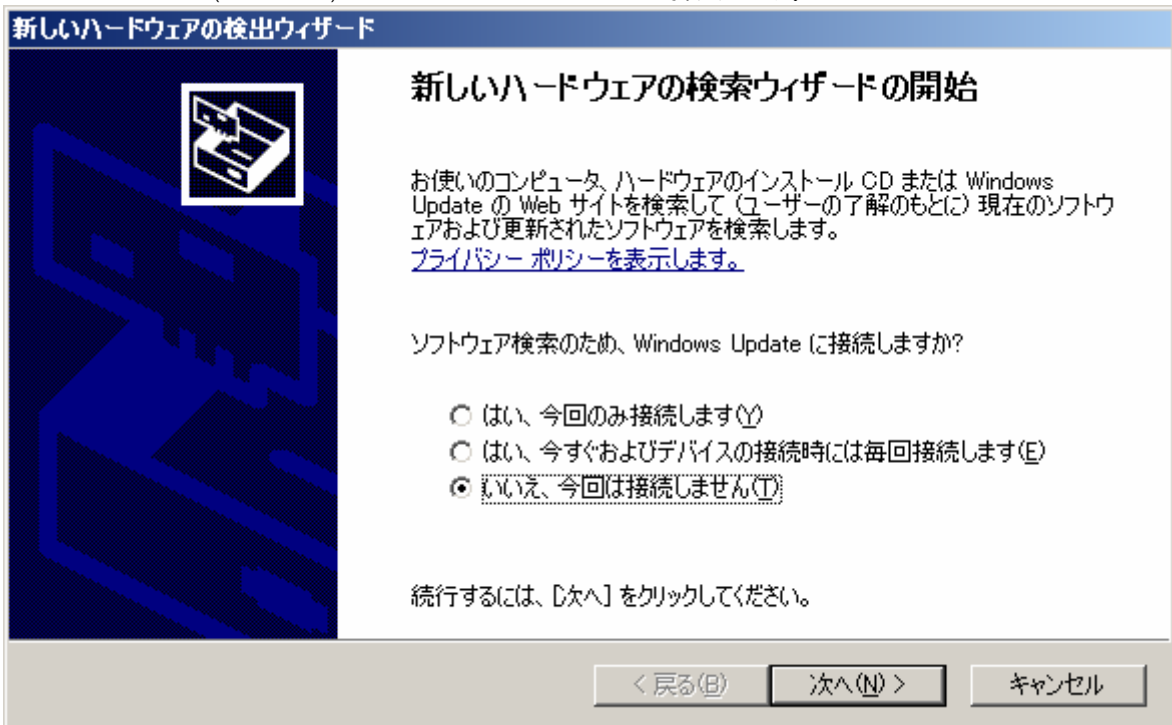 新しいハードウェアの検出ウィザード
新しいハードウェアの検索ウィザードの開始
お使いのコンピュータ、ハードウェアのインストール CD または Windows
Update の Web サイトを検索して (ユーザーの了解のもとに) 現在のソフトウ
ェアおよび更新されたソフトウェアを検索します。
プライバシー ポリシーを表示します。
ソフトウェア検索のため、Windows Update に接続しますか?
はい、今回のみ接続します(Y)
はい、今すぐおよびデバイスの接続時には毎回接続します(E)
いいえ、今回は接続しません(T)
続行するには、[次へ] をクリックしてください。
< 戻る(B)
次へ(N) >
キャンセル